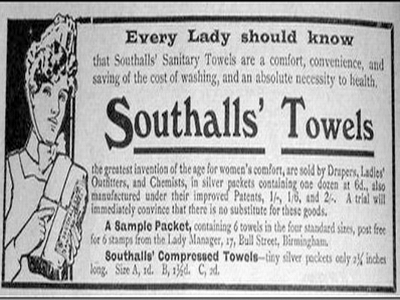 Every Lady should know
that Southalls' Sanitary Towels are a comfort, convenience, and
saving of the cost of washing, and an absolute necessity to health.
Southalls' Towels
the greatest invention of the age for women's comfort, are sold by Drapers, Ladies'
Outfitters, and Chemists, in silver packets containing one dozen at 6d., also
manufactured under their improved Patents, 1/-, 1/6, and 2/-. A trial will
immediately convince that there is no substitute for these goods.
A Sample Packet, containing 6 towels in the four standard sizes, post free
for 6 stamps from the Lady Manager, 17, Bull Street, Birmingham.
Southalls' Compressed Towels—tiny silver packets only 2¼ inches
long. Size A, 1d. B, 1½d. C, 2d.